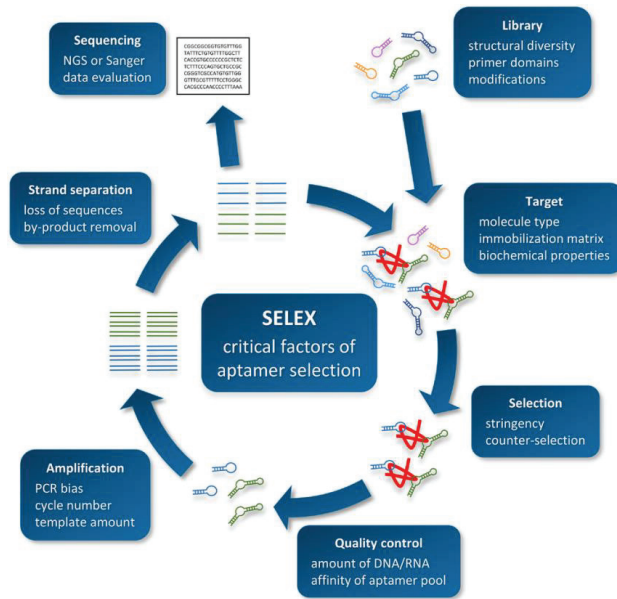 Sequencing
NGS or Sanger
data evaluation
CGGCGGCGGTGTGTTTGG
TATTTCTGTGTTTTGGCTT
CACCGTGCCCCCCGCTCTC
TCTTTCCCAGTGCTGCCGC
CGGGTCGCCATGTGTTGG
GTTTGCGTTTTTCCTGGGC
CACGCCCAACCCCTTTAAA
Library
structural diversity
primer domains
modifications
Strand separation
loss of sequences
by-product removal
Target
molecule type
immobilization matrix
biochemical properties
SELEX
critical factors of
aptamer selection
Selection
stringency
counter-selection
Amplification
PCR bias
cycle number
template amount
Quality control
amount of DNA/RNA
affinity of aptamer pool